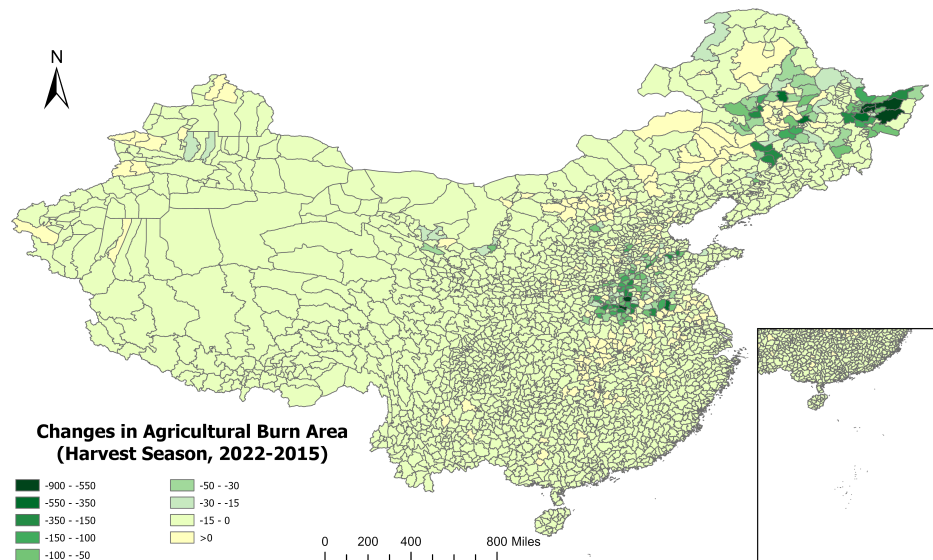 N
Changes in Agricultural Burn Area
(Harvest Season, 2022-2015)
-900 - -550
-550 - -350
-350 - -150
-150 - -100
-100 - -50
-50 - -30
-30 - -15
-15 - 0
>0
0 200 400 800 Miles